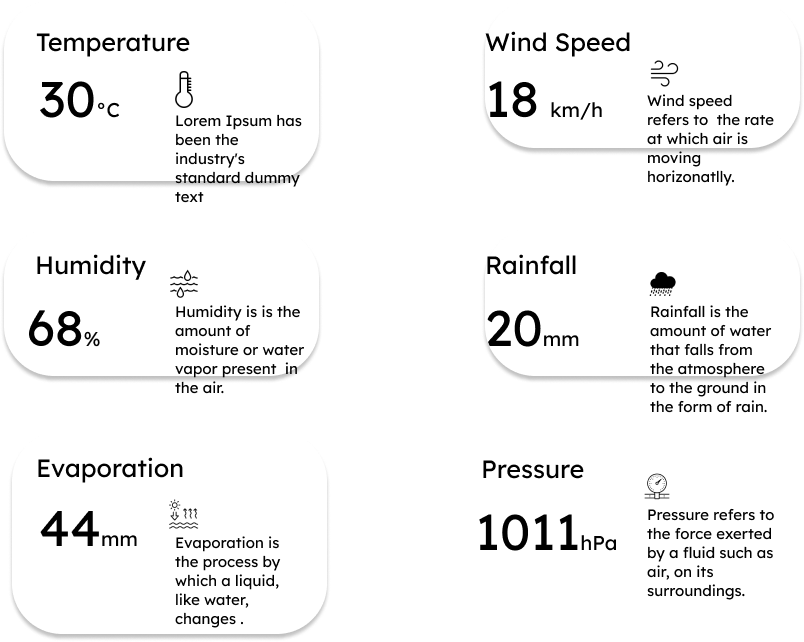 Temperature
30°C
Lorem Ipsum has
been the
industry's
standard dummy
text
Wind Speed
18 km/h
Wind speed
refers to  the rate
at which air is
moving
horizonatlly.
Humidity
68%
Humidity is is the
amount of
moisture or water
vapor present  in
the air.
Rainfall
20mm
Rainfall is the
amount of water
that falls from
the atmosphere
to the ground in
the form of rain.
Evaporation
44mm
Evaporation is
the process by
which a liquid,
like water,
changes .
Pressure
1011hPa
Pressure refers to
the force exerted
by a fluid such as
air, on its
surroundings.